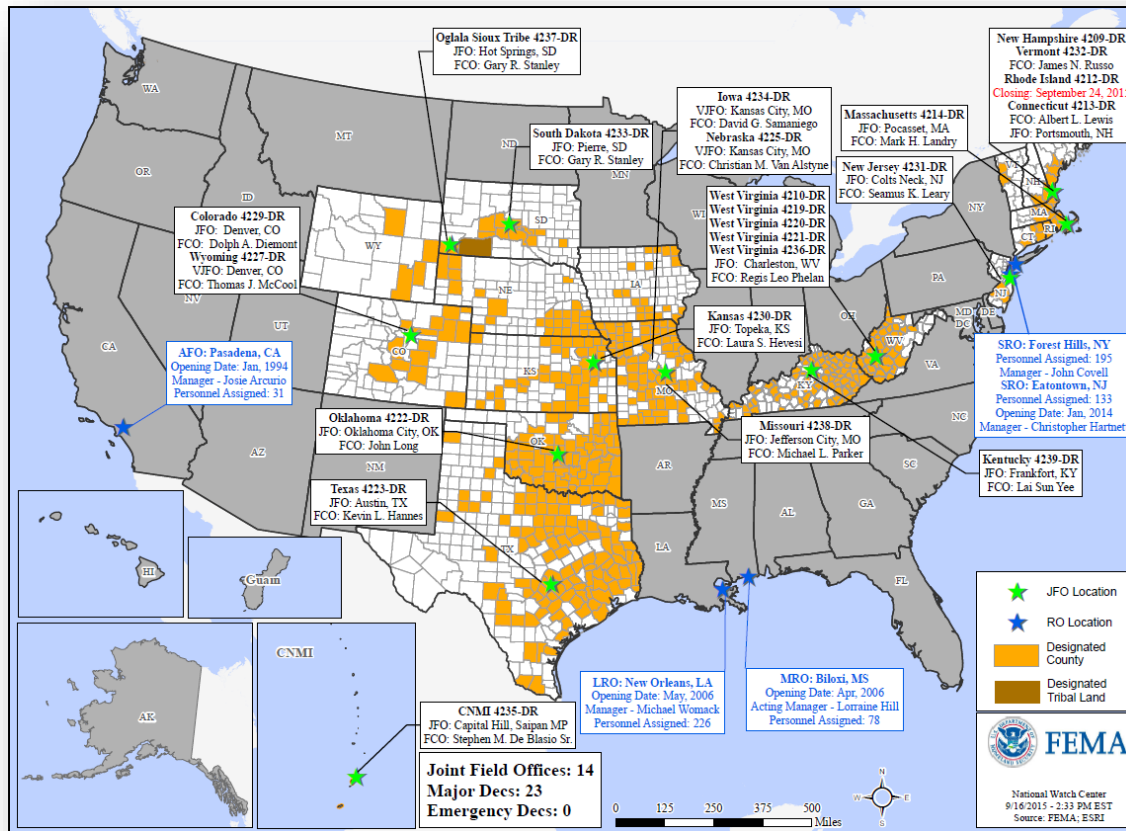 Oglala Sioux Tribe 4237-DR
JFO: Hot Springs, SD
FCO: Gary R. Stanley
New Hampshire 4209-DR
Vermont 4232-DR
FCO: James N. Russo
Rhode Island 4212-DR
Closing: September 24, 201
Connecticut 4213-DR
FCO: Albert L. Lewis
JFO: Portsmouth, NH
Iowa 4234-DR
VJFO: Kansas City, MO
FCO: David G. Samaniego
Nebraska 4225-DR
VJFO: Kansas City, MO
FCO: Christian M. Van Alstyne
Massachusetts 4214-DR
JFO: Pocasset, MA
FCO: Mark H. Landry
South Dakota 4233-DR
JFO: Pierre, SD
FCO: Gary R. Stanley
New Jersey 4231-DR
JFO: Colts Neck, NJ
FCO: Seamus K. Leary
West Virginia 4210-DR
West Virginia 4219-DR
West Virginia 4220-DR
West Virginia 4221-DR
West Virginia 4236-DR
JFO: Charleston, WV
FCO: Regis Leo Phelan
Colorado 4229-DR
JFO: Denver, CO
FCO: Dolph A. Diemont
Wyoming 4227-DR
VJFO: Denver, CO
FCO: Thomas J. McCool
Kansas 4230-DR
JFO: Topeka, KS
FCO: Laura S. Hevesi
AFO: Pasadena, CA
Opening Date: Jan, 1994
Manager - Josie Arcurio
Personnel Assigned: 31
SRO: Forest Hills, NY
Personnel Assigned: 195
Manager - John Covell
SRO: Eatontown, NJ
Personnel Assigned: 133
Opening Date: Jan, 2014
Manager - Christopher Hartnett
Oklahoma 4222-DR
JFO: Oklahoma City, OK
FCO: John Long
Missouri 4238-DR
JFO: Jefferson City, MO
FCO: Michael L. Parker
Kentucky 4239-DR
JFO: Frankfort, KY
FCO: Lai Sun Yee
Texas 4223-DR
JFO: Austin, TX
FCO: Kevin L. Hannes
LRO: New Orleans, LA
Opening Date: May, 2006
Manager - Michael Womack
Personnel Assigned: 226
MRO: Biloxi, MS
Opening Date: Apr, 2006
Acting Manager - Lorraine Hill
Personnel Assigned: 78
CNMI 4235-DR
JFO: Capital Hill, Saipan MP
FCO: Stephen M. De Blasio Sr.
Joint Field Offices: 14
Major Decs: 23
Emergency Decs: 0
WA
OR
CA
NV
ID
MT
WY
UT
AZ
CO
NM
ND
SD
NE
KS
OK
TX
MN
IA
MO
AR
LA
WI
MS
AL
GA
FL
SC
NC
VA
WV
KY
OH
PA
NY
MD
DC
DE
NJ
CT
RI
MA
NH
VT
HI
Guam
AK
CNMI
JFO Location
RO Location
Designated
County
Designated
Tribal Land
FEMA
National Watch Center
9/16/2015 - 2:33 PM EST
Source: FEMA; ESRI
N
W
E
S
0 125 250 375 500
Miles